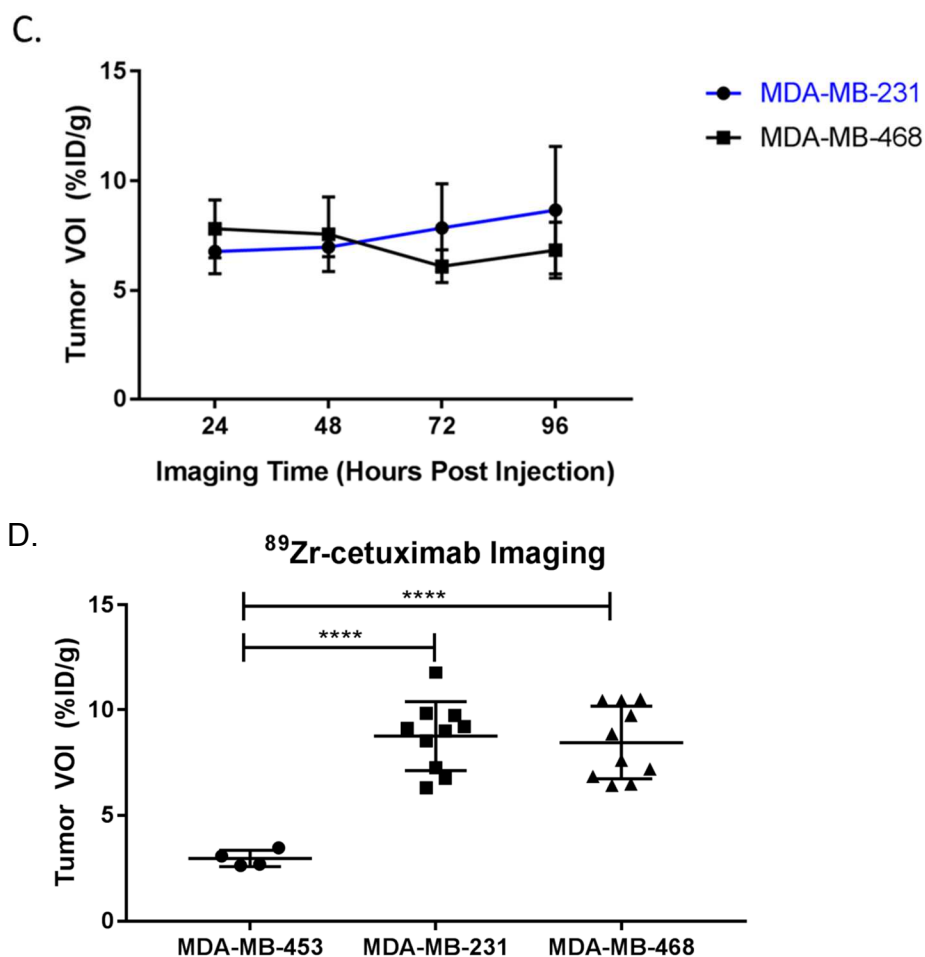 C.
15
10
5
0
Tumor VOI (%ID/g)
24 48 72 96
Imaging Time (Hours Post Injection)
MDA-MB-231
MDA-MB-468
D.
⁸⁹Zr-cetuximab Imaging
****
****
15
10
5
0
Tumor VOI (%ID/g)
MDA-MB-453 MDA-MB-231 MDA-MB-468